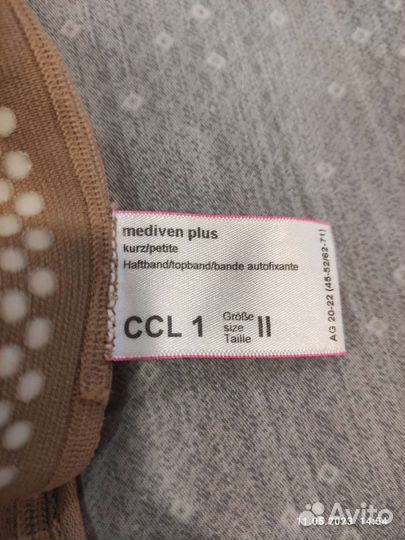 mediven plus
kurz/petite
Haftband/topband/bande autofixante
CCL 1
Größe
size
Taille
II
AG 20-22 (45-52/62-71)
11.05.2023 14:54
Avito